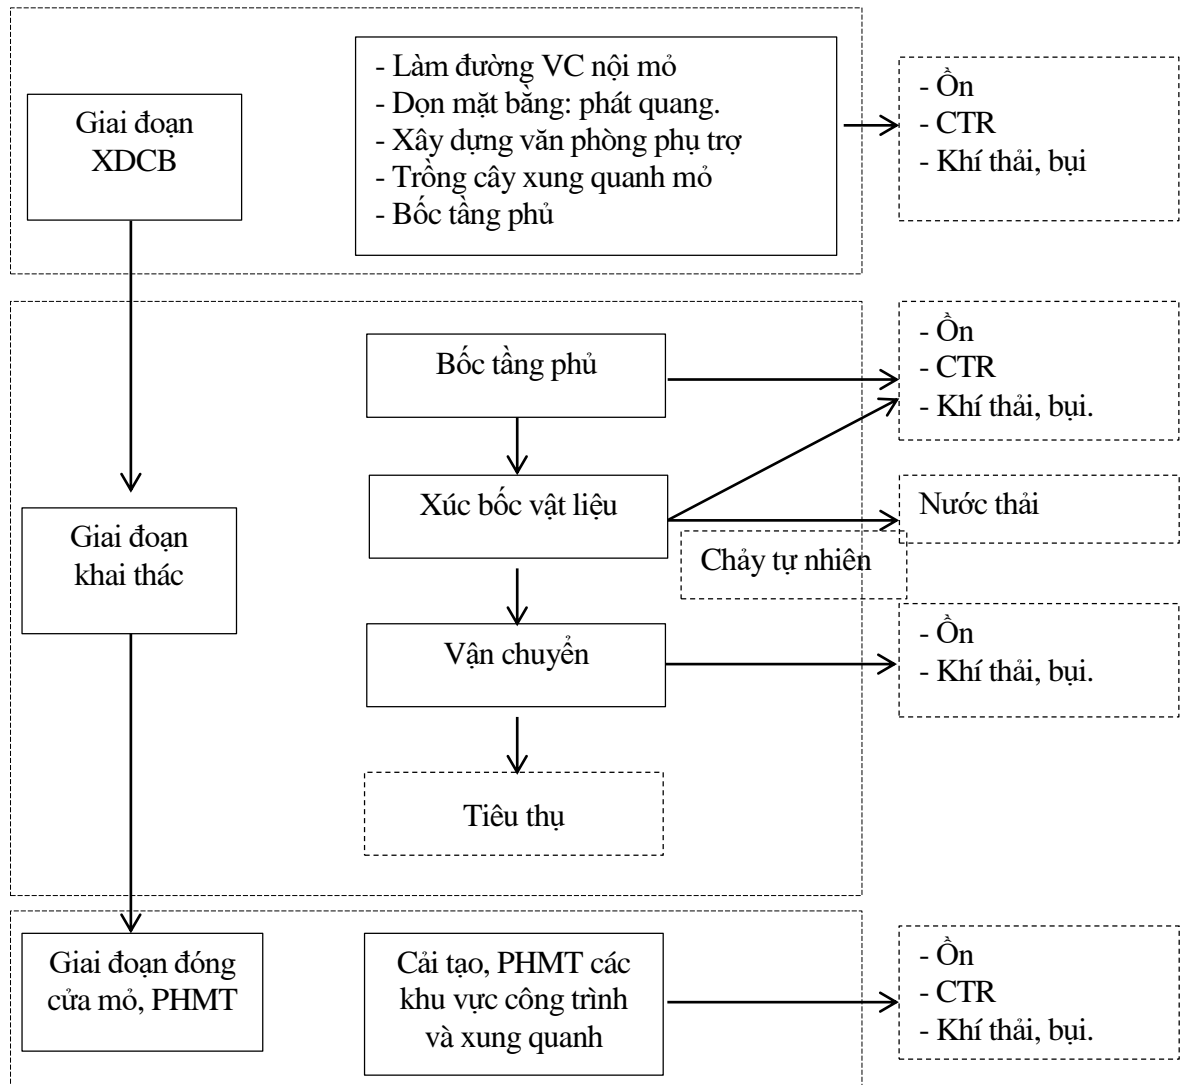 Giai đoạn
XDCB
- Làm đường VC nội mỏ
- Dọn mặt bằng: phát quang.
- Xây dựng văn phòng phụ trợ
- Trồng cây xung quanh mỏ
- Bốc tầng phủ
- Ồn
- CTR
- Khí thải, bụi
Giai đoạn
khai thác
Bốc tầng phủ
- Ồn
- CTR
- Khí thải, bụi.
Xúc bốc vật liệu
Nước thải
Chảy tự nhiên
Vận chuyển
- Ồn
- Khí thải, bụi.
Tiêu thụ
Giai đoạn đóng
cửa mỏ, PHMT
Cải tạo, PHMT các
khu vực công trình
và xung quanh
- Ồn
- CTR
- Khí thải, bụi.